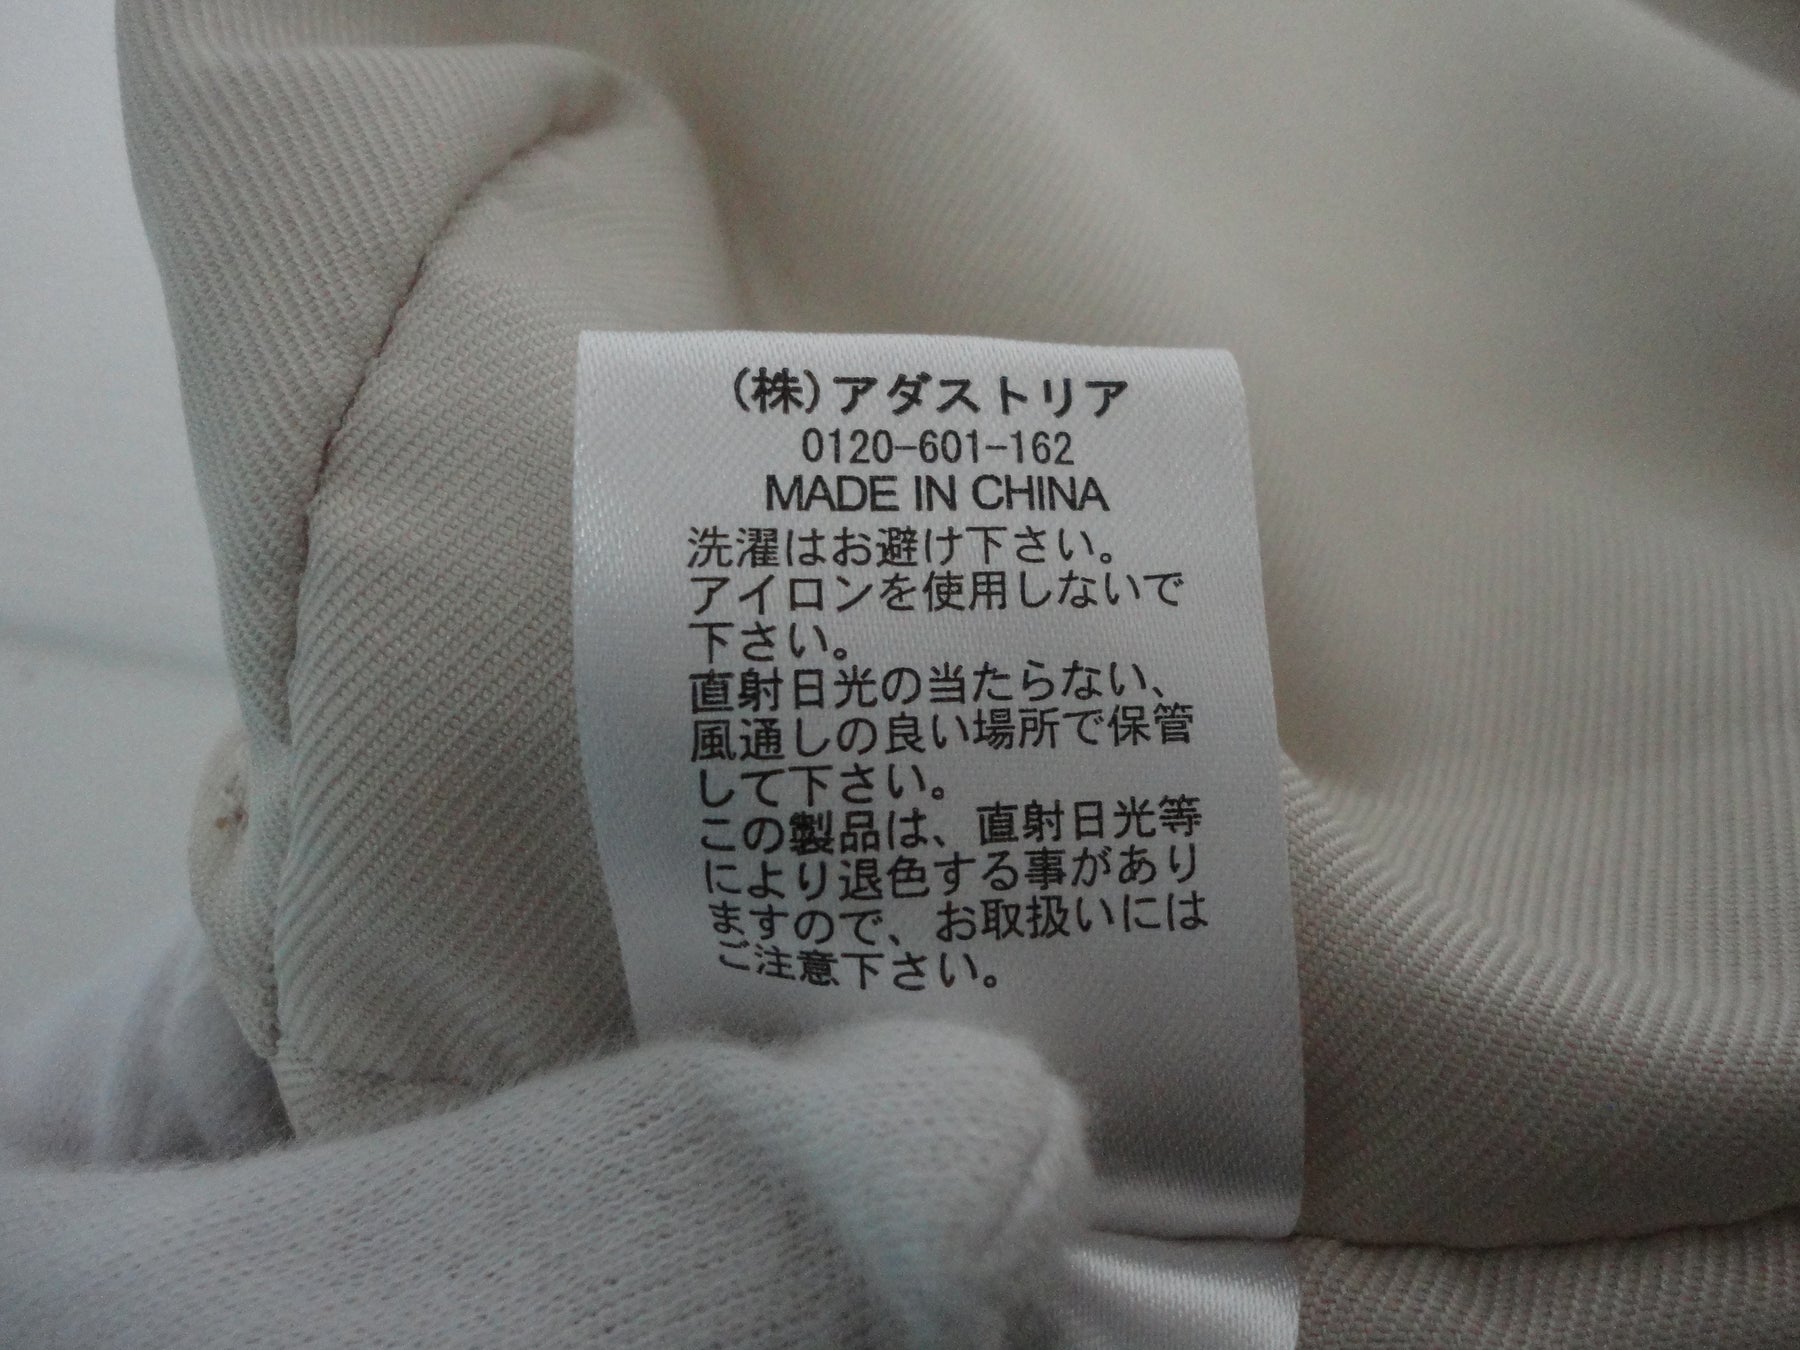 (株)アダストリア
0120-601-162
MADE IN CHINA
洗濯はお避け下さい。
アイロンを使用しないで
下さい。
直射日光の当たらない、
風通しの良い場所で保管
して下さい。
この製品は、直射日光等
により退色する事があり
ますので、お取扱いには
ご注意下さい。